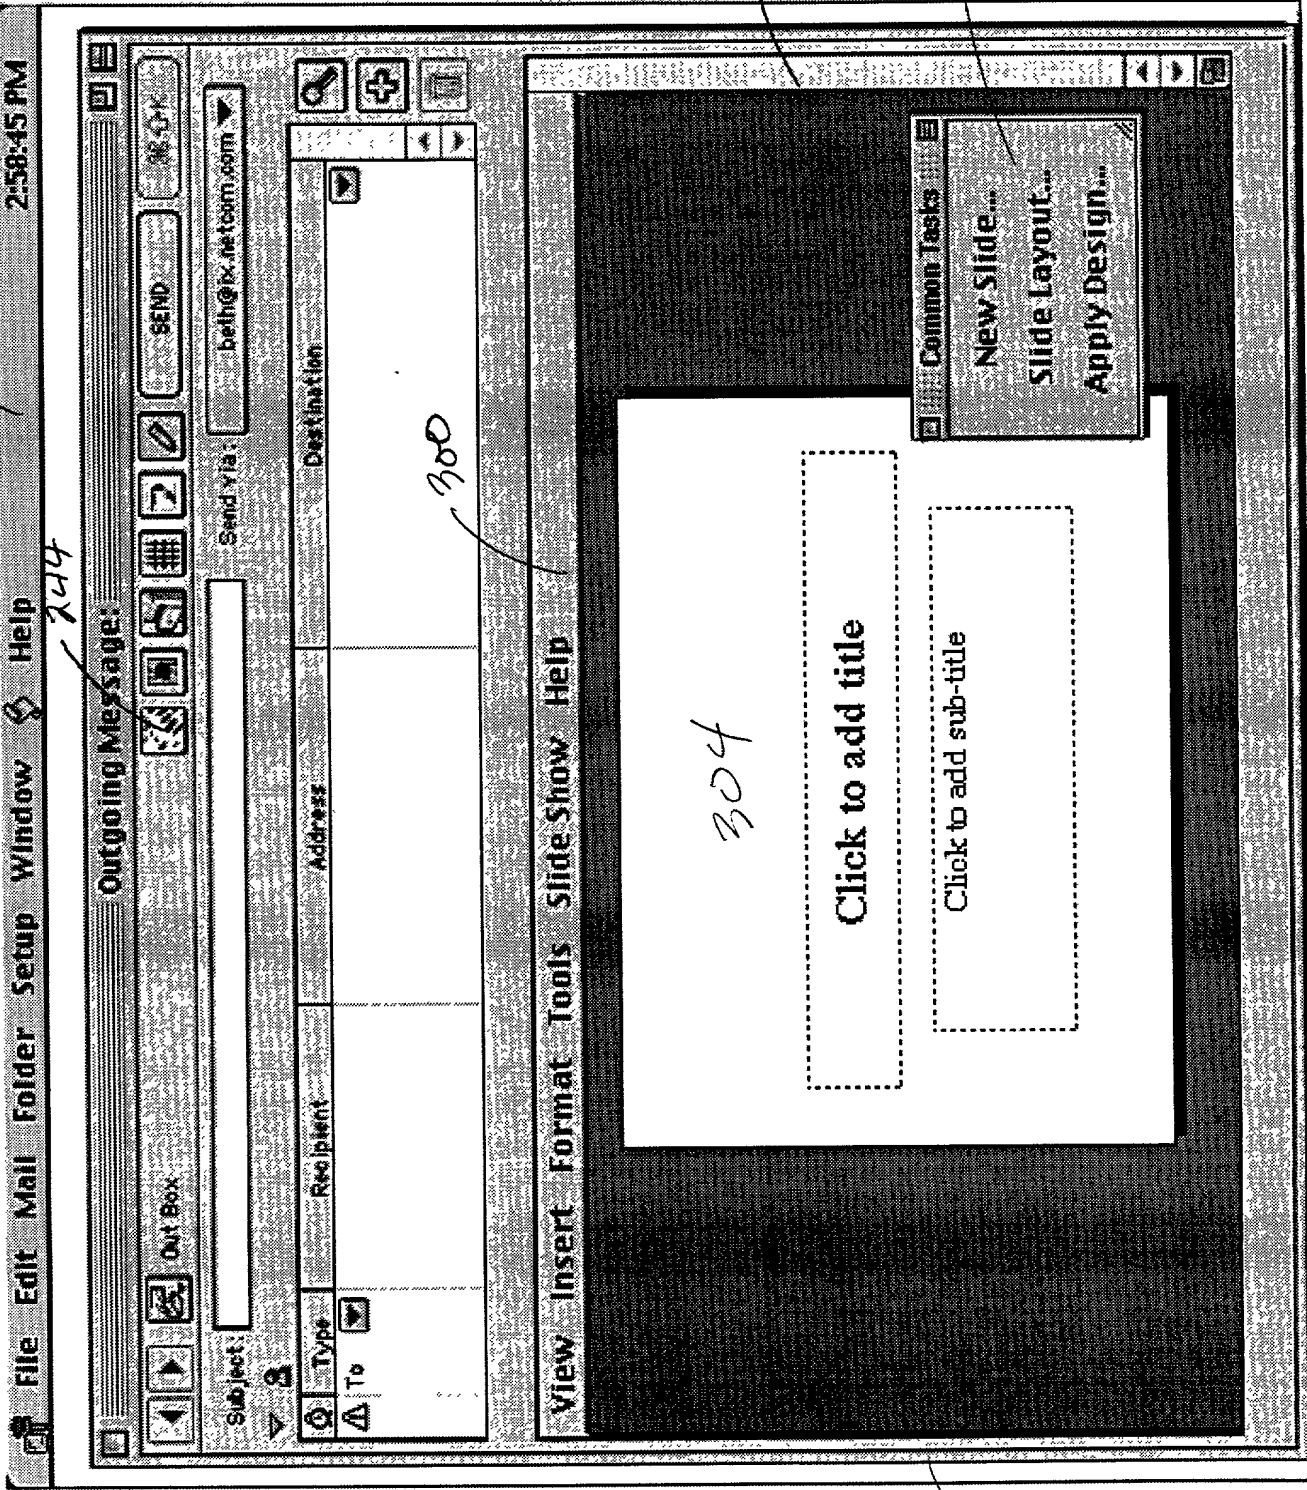 File Edit Mail Folder Setup Window Help 2:58:45 PM
244
Outgoing Message:
Out Box SEND
Subject: Send via: beth@ix.netcom.com
Type Recipient Address Destination
To
300
View Insert Format Tools Slide Show Help
304
Click to add title
Click to add sub-title
Common Tasks
New Slide...
Slide Layout...
Apply Design...